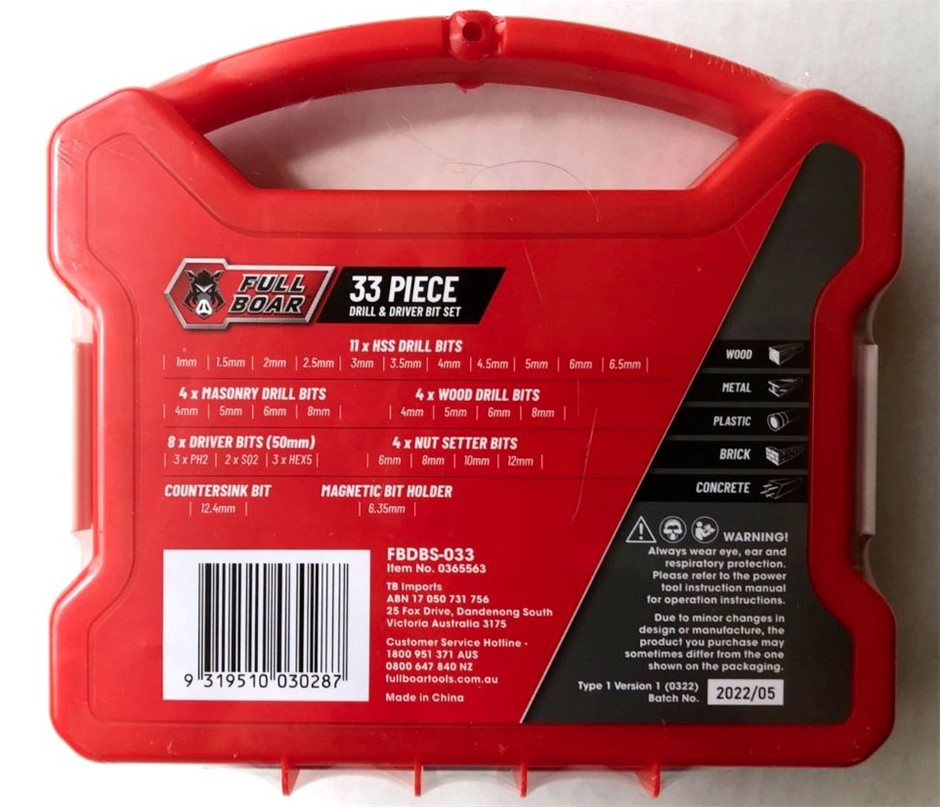 FULL
BOAR
33 PIECE
DRILL & DRIVER BIT SET
11 x HSS DRILL BITS
1mm | 1.5mm | 2mm | 2.5mm | 3mm | 3.5mm | 4mm | 4.5mm | 5mm | 6mm | 6.5mm
4 x MASONRY DRILL BITS
4mm | 5mm | 6mm | 8mm
4 x WOOD DRILL BITS
4mm | 5mm | 6mm | 8mm
8 x DRIVER BITS (50mm)
3 x PH2 | 2 x SQ2 | 3 x HEX5
4 x NUT SETTER BITS
6mm | 8mm | 10mm | 12mm
COUNTERSINK BIT
12.4mm
MAGNETIC BIT HOLDER
6.35mm
WOOD
METAL
PLASTIC
BRICK
CONCRETE
WARNING!
Always wear eye, ear and
respiratory protection.
Please refer to the power
tool instruction manual
for operation instructions.
Due to minor changes in
design or manufacture, the
product you purchase may
sometimes differ from the one
shown on the packaging.
Type 1 Version 1 (0322)
Batch No. 2022/05
FBDBS-033
Item No. 0365563
TB Imports
ABN 17 050 731 756
25 Fox Drive, Dandenong South
Victoria Australia 3175
Customer Service Hotline -
1800 951 371 AUS
0800 647 840 NZ
fullboartools.com.au
Made in China
9 319510 030287